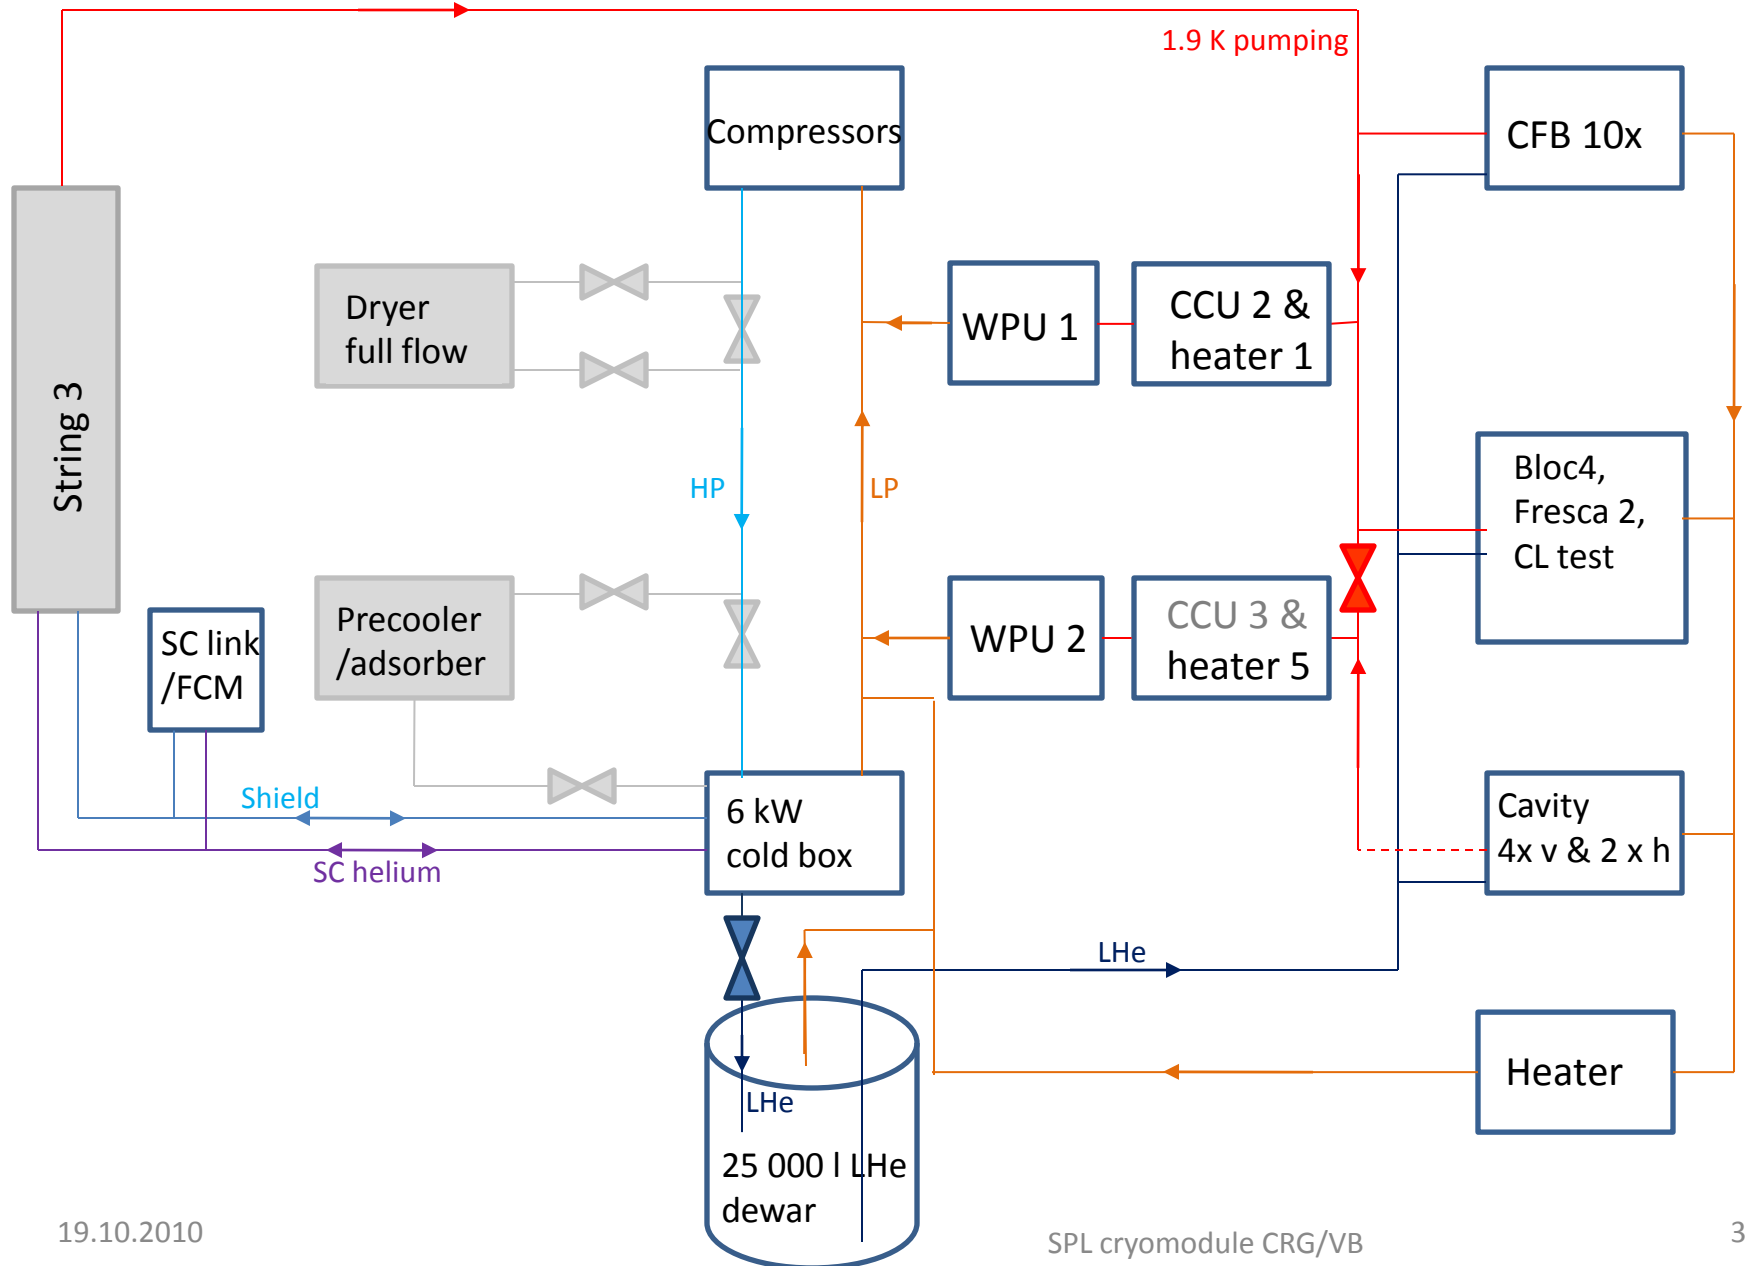 1.9 K pumping
Compressors
CFB 10x
String 3
Dryer
full flow
WPU 1
CCU 2 &
heater 1
HP
LP
Bloc4,
Fresca 2,
CL test
SC link
/FCM
Precooler
/adsorber
WPU 2
CCU 3 &
heater 5
Shield
SC helium
6 kW
cold box
Cavity
4x v & 2 x h
LHe
LHe
Heater
25 000 l LHe
dewar
19.10.2010
SPL cryomodule CRG/VB
3